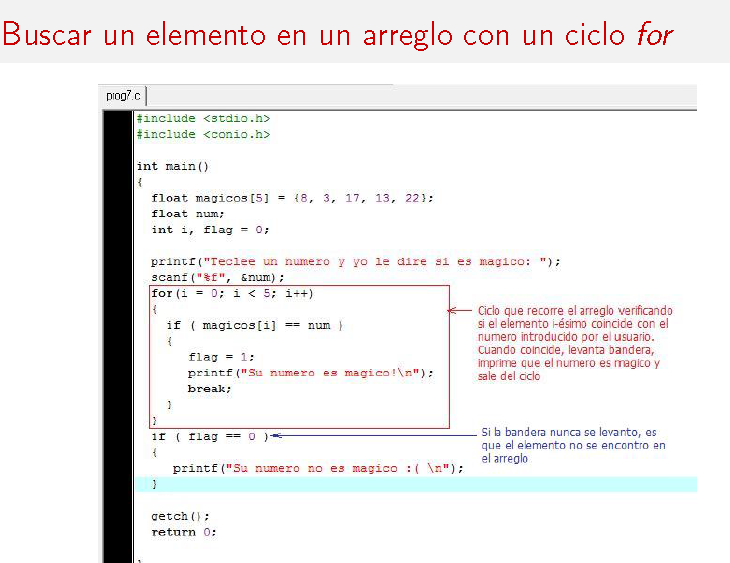 Buscar un elemento en un arreglo con un ciclo for
prog7.c
#include <stdio.h>
#include <conio.h>
int main()
{
float magicos[5] = {8, 3, 17, 13, 22};
float num;
int i, flag = 0;
printf("Teclee un numero y yo le dire si es magico: ");
scanf("%f", &num);
for(i = 0; i < 5; i++)
{
if ( magicos[i] == num )
{
flag = 1;
printf("Su numero es magico!\n");
break;
}
}
Ciclo que recorre el arreglo verificando
si el elemento i-ésimo coincide con el
numero introducido por el usuario.
Cuando coincide, levanta bandera,
imprime que el numero es magico y
sale del ciclo
if ( flag == 0 )
{
printf("Su numero no es magico :( \n");
}
Si la bandera nunca se levanto, es
que el elemento no se encontro en
el arreglo
getch();
return 0;
}